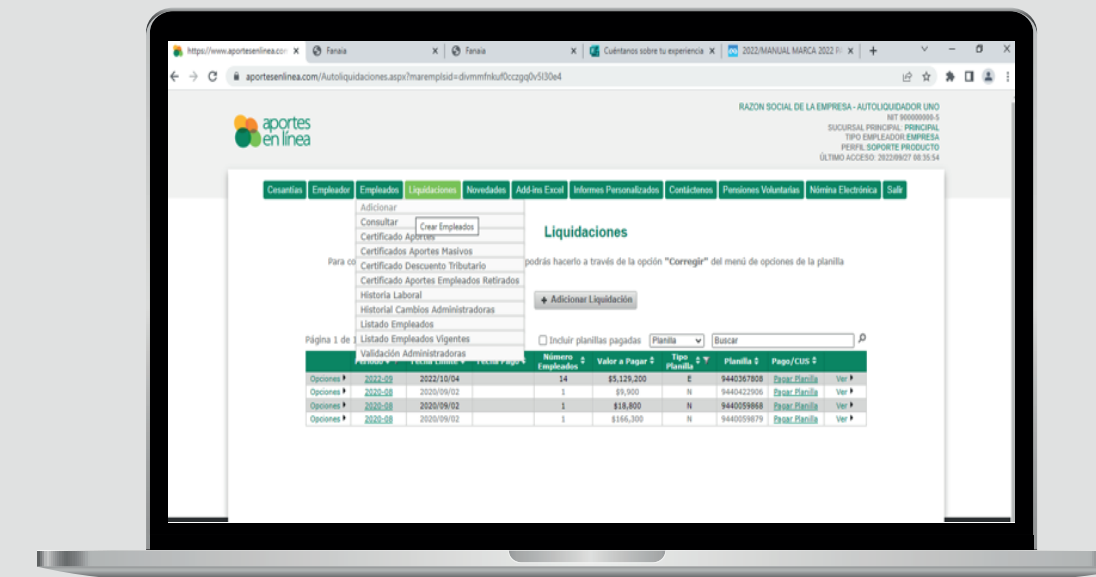 https://www.aportesenlinea.con
Fanaia
Fanaia
Cuéntanos sobre tu experiencia
2022/MANUAL MARCA 2022
aportesenlinea.com/Autoliquidaciones.aspx?maremplsid=divmmfnkuf0cczgq0v5l30e4
aportes
en línea
RAZON SOCIAL DE LA EMPRESA - AUTOLIQUIDADOR UNO
NIT 900000000-5
SUCURSAL PRINCIPAL: PRINCIPAL
TIPO EMPLEADOR:EMPRESA
PERFIL:SOPORTE PRODUCTO
ÚLTIMO ACCESO: 2022/09/27 08:35:54
Cesantías Empleador Empleados Liquidaciones Novedades Add-ins Excel Informes Personalizados Contáctenos Pensiones Voluntarias Nómina Electrónica Salir
Adicionar
Consultar
Crear Empleados
Certificado Aportes
Certificados Aportes Masivos
Certificado Descuento Tributario
Certificado Aportes Empleados Retirados
Historia Laboral
Historial Cambios Administradoras
Listado Empleados
Listado Empleados Vigentes
Validación Administradoras
Liquidaciones
Para co podrás hacerlo a través de la opción "Corregir" del menú de opciones de la planilla
+ Adicionar Liquidación
Página 1 de Incluir planillas pagadas Planilla Buscar
Número Empleados Valor a Pagar Tipo Planilla Planilla Pago/CUS
Opciones 2022-09 2022/10/04 14 $5,129,200 E 9440367808 Pagar Planilla Ver
Opciones 2020-08 2020/09/02 1 $9,900 N 9440422906 Pagar Planilla Ver
Opciones 2020-08 2020/09/02 1 $18,800 N 9440059868 Pagar Planilla Ver
Opciones 2020-08 2020/09/02 1 $166,300 N 9440059879 Pagar Planilla Ver